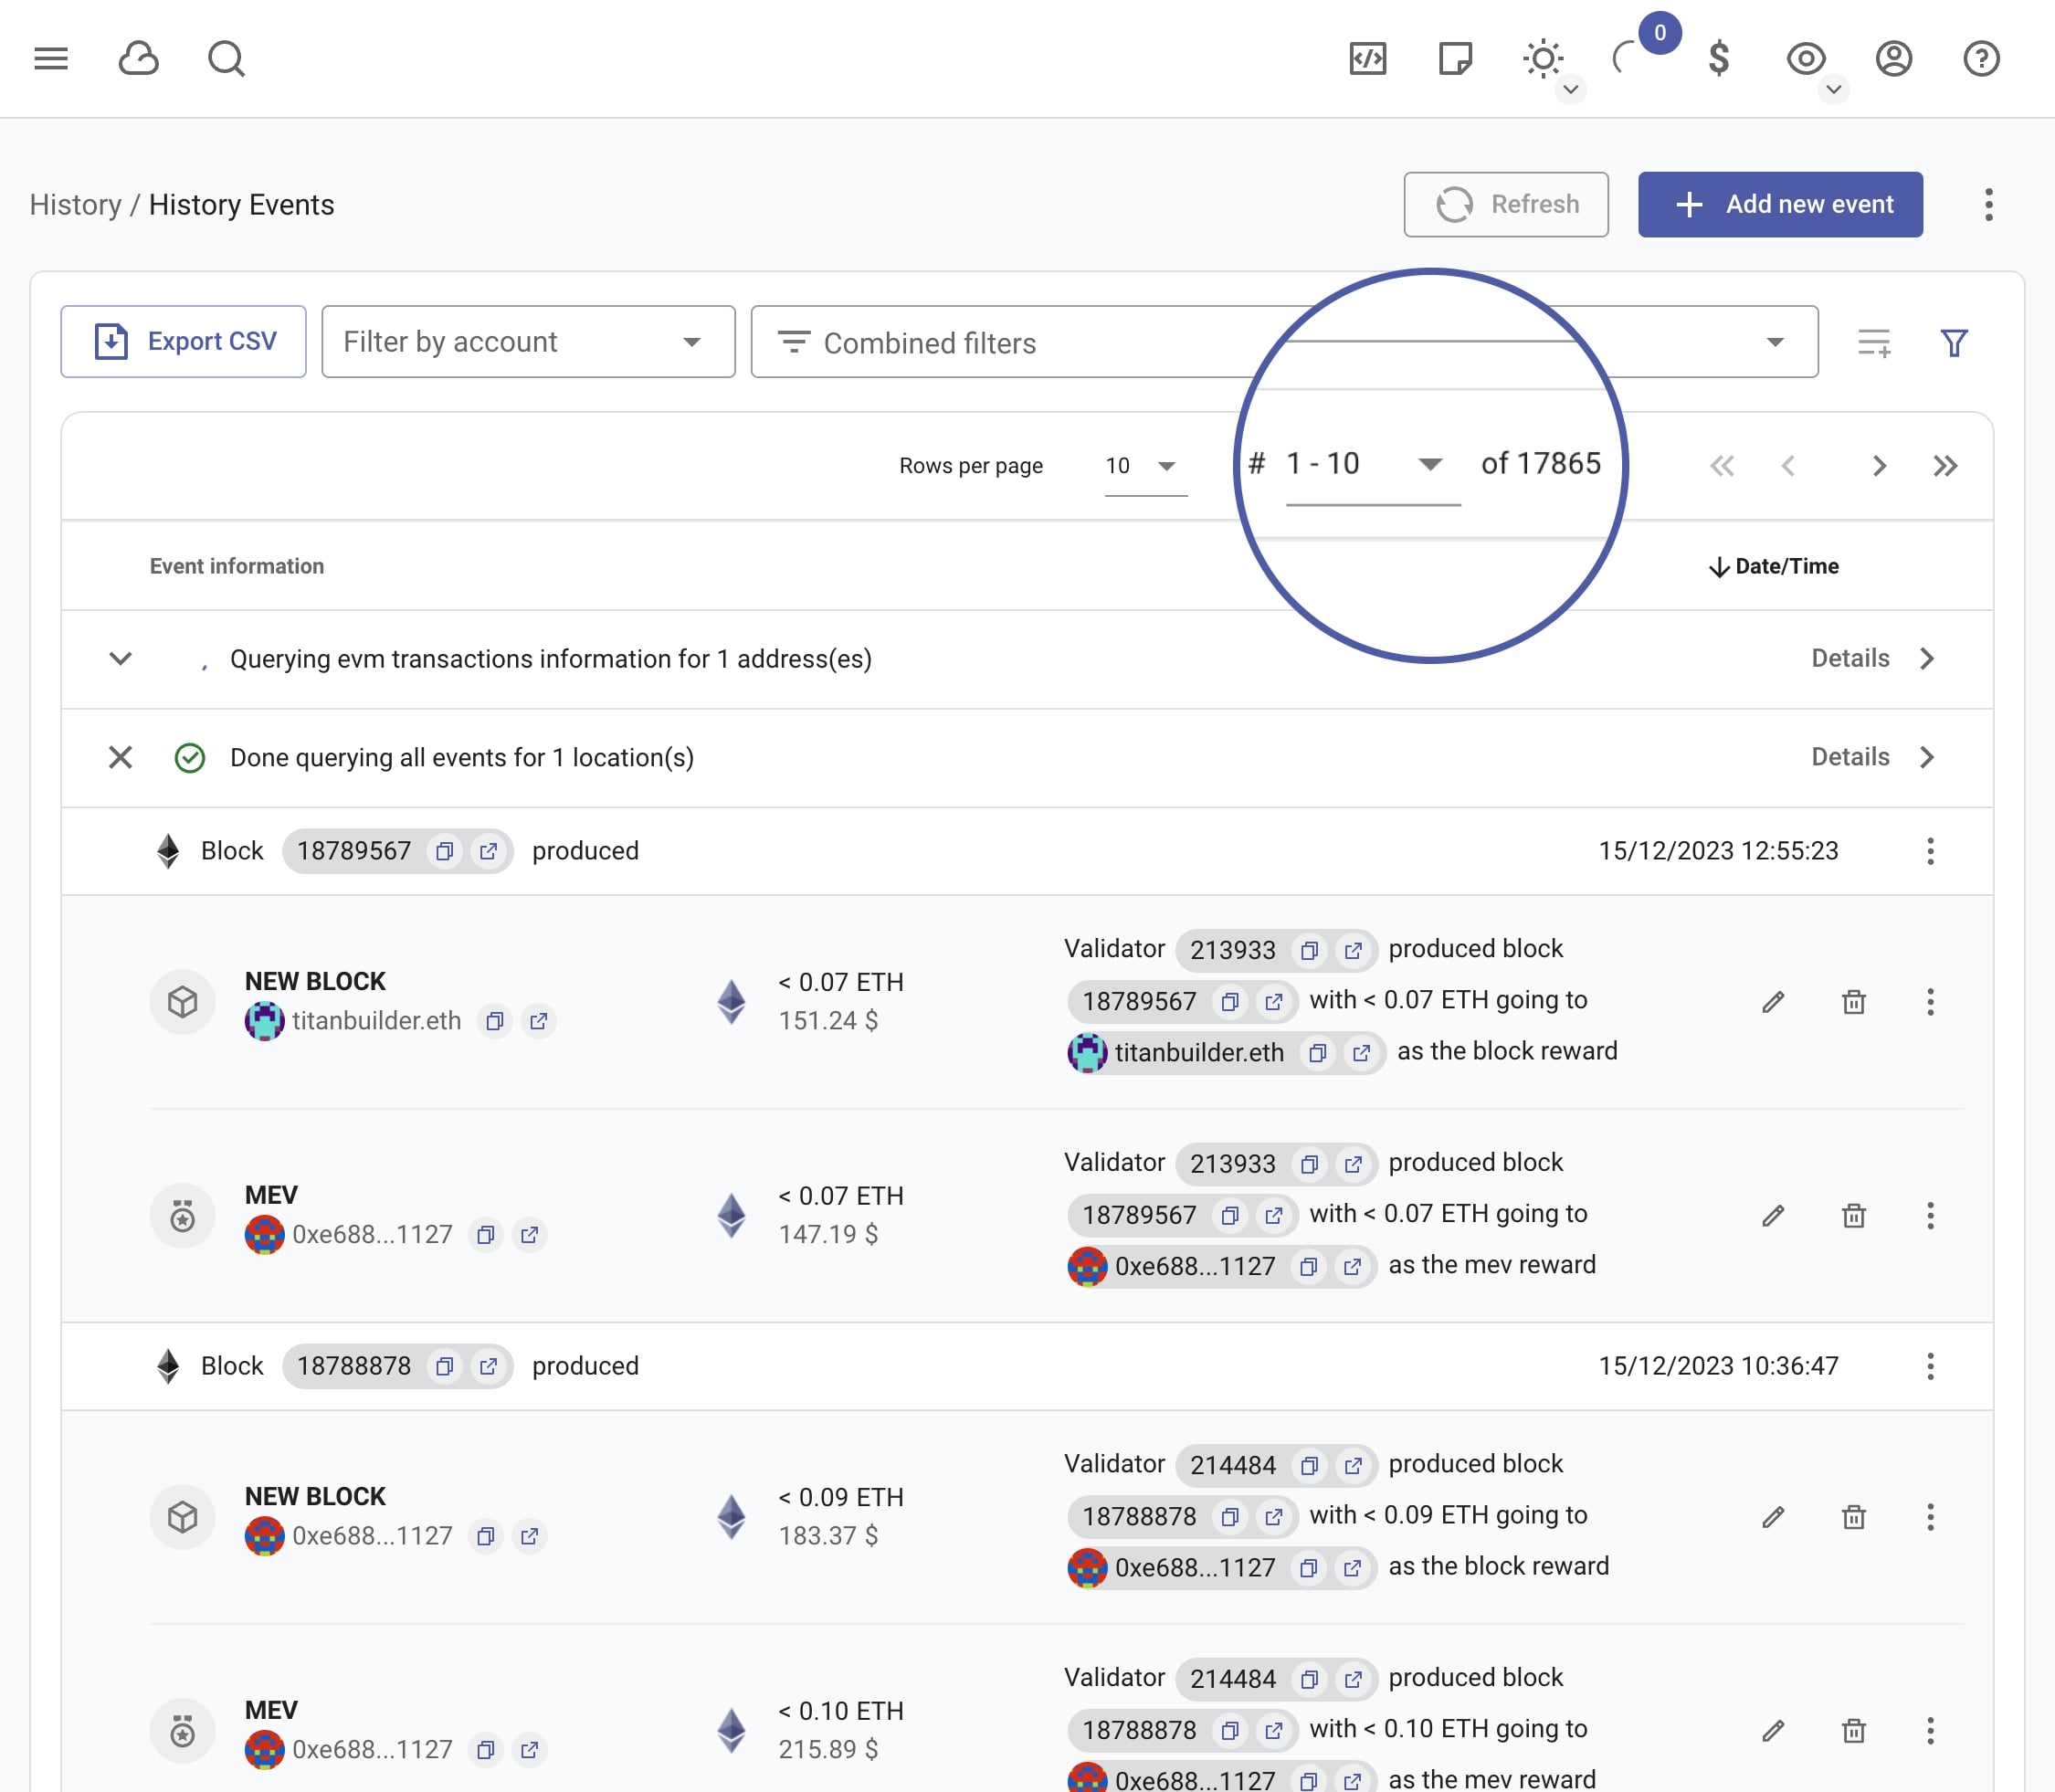 0
History / History Events
Refresh
Add new event
Export CSV
Filter by account
Combined filters
Rows per page 10 # 1 - 10 of 17865
Event information Date/Time
Querying evm transactions information for 1 address(es) Details
Done querying all events for 1 location(s) Details
Block 18789567 produced 15/12/2023 12:55:23
NEW BLOCK
titanbuilder.eth
< 0.07 ETH
151.24 $
Validator 213933 produced block
18789567 with < 0.07 ETH going to
titanbuilder.eth as the block reward
MEV
0xe688...1127
< 0.07 ETH
147.19 $
Validator 213933 produced block
18789567 with < 0.07 ETH going to
0xe688...1127 as the mev reward
Block 18788878 produced 15/12/2023 10:36:47
NEW BLOCK
0xe688...1127
< 0.09 ETH
183.37 $
Validator 214484 produced block
18788878 with < 0.09 ETH going to
0xe688...1127 as the block reward
MEV
0xe688...1127
< 0.10 ETH
215.89 $
Validator 214484 produced block
18788878 with < 0.10 ETH going to
0xe688...1127 as the mev reward